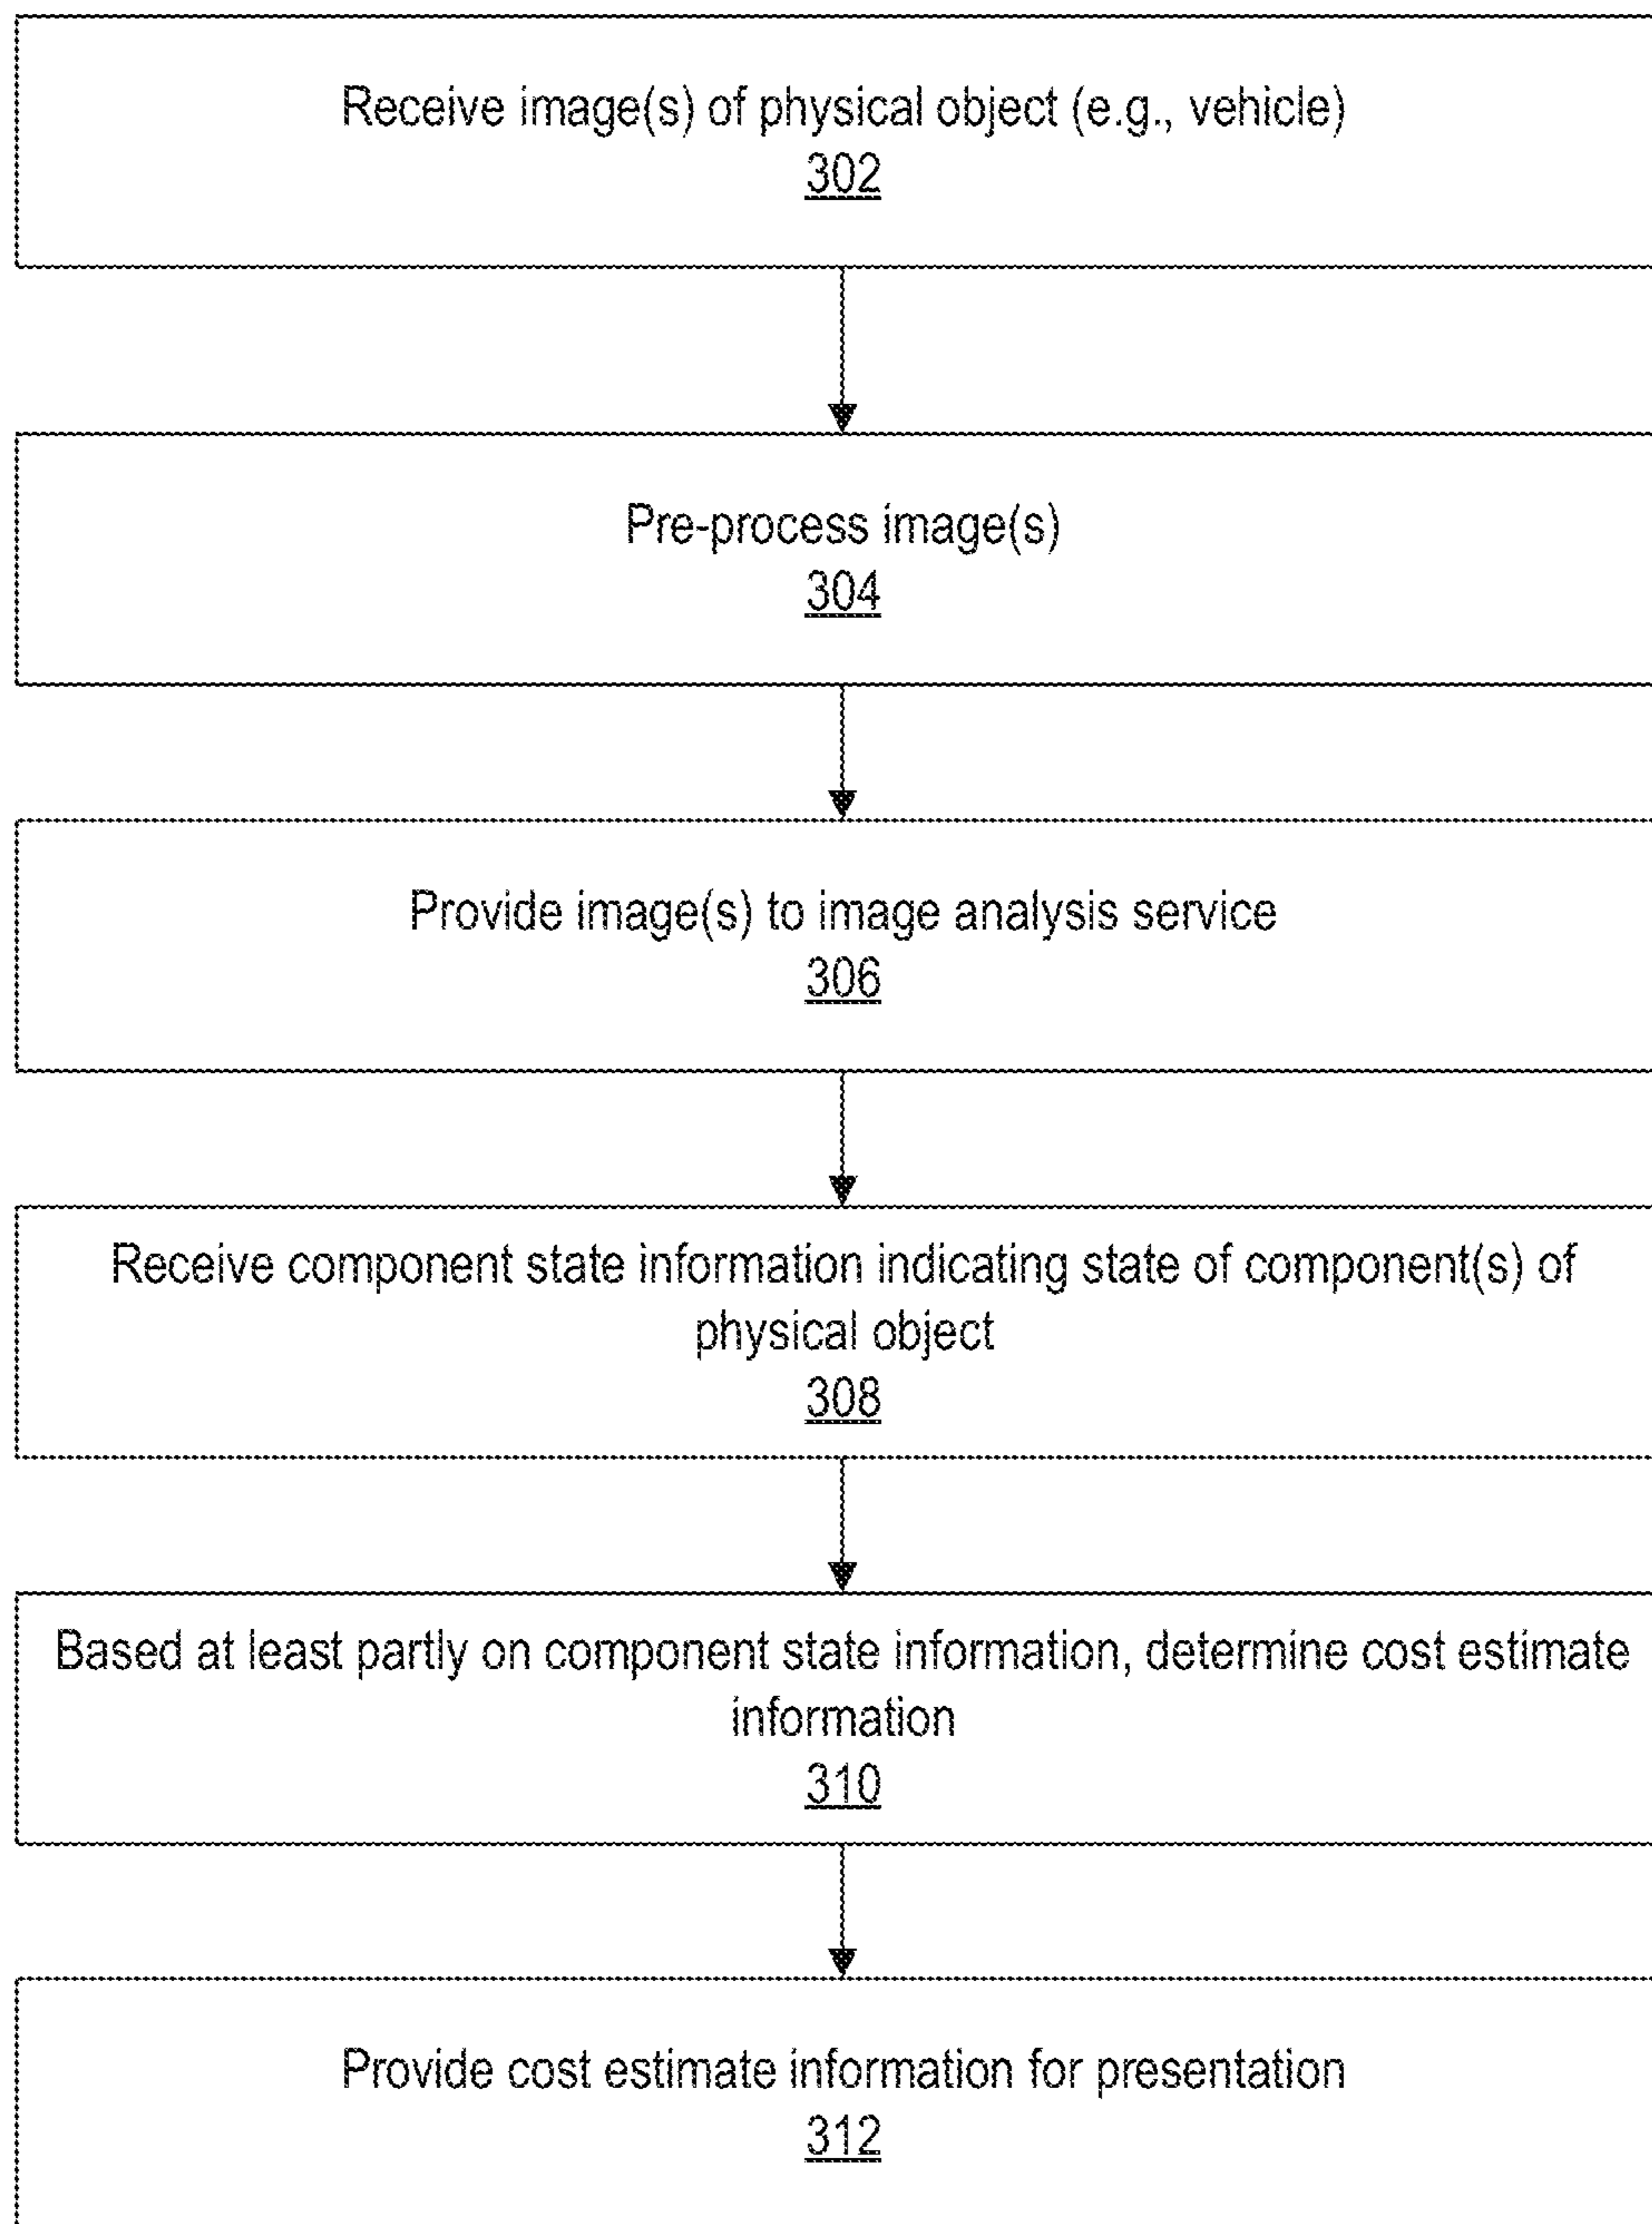 Receive image(s) of physical object (e.g., vehicle)
302
Pre-process image(s)
304
Provide image(s) to image analysis service
306
Receive component state information indicating state of component(s) of
physical object
308
Based at least partly on component state information, determine cost estimate
information
310
Provide cost estimate information for presentation
312